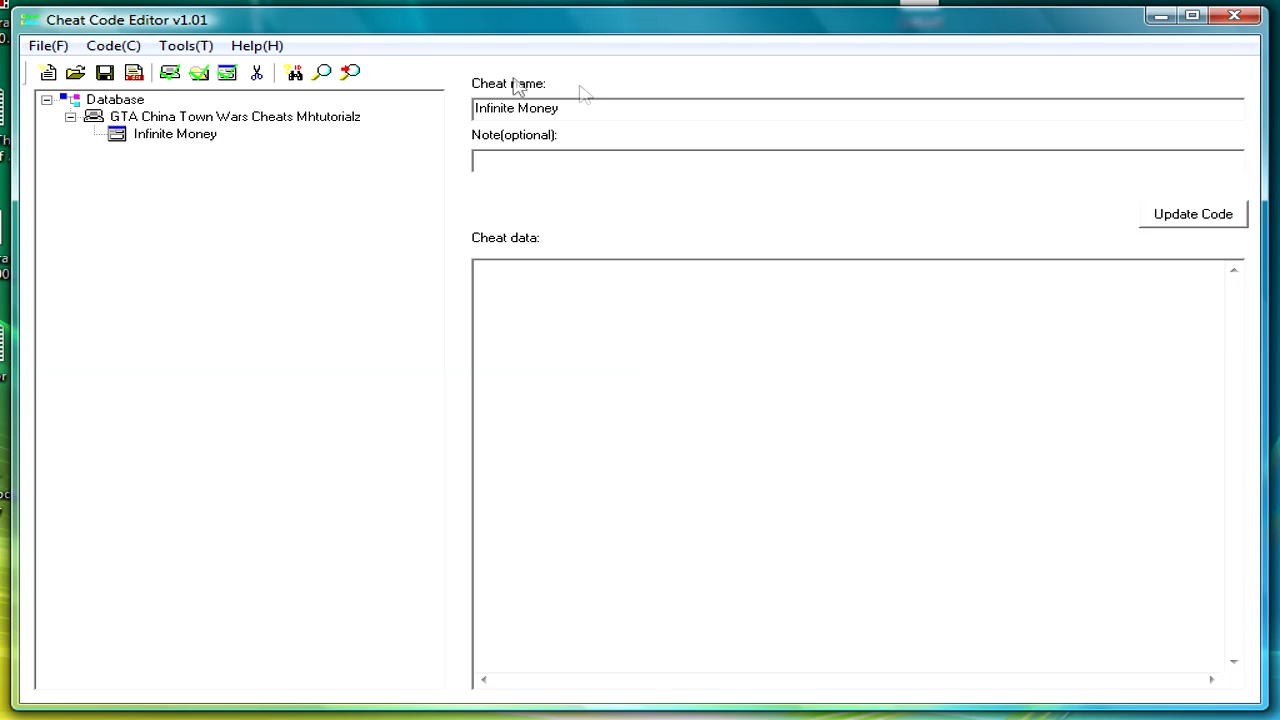 Cheat Code Editor v1.01
File(F) Code(C) Tools(T) Help(H)
Database
GTA China Town Wars Cheats Mhtutorialz
Infinite Money
Cheat name:
Infinite Money
Note(optional):
Update Code
Cheat data: